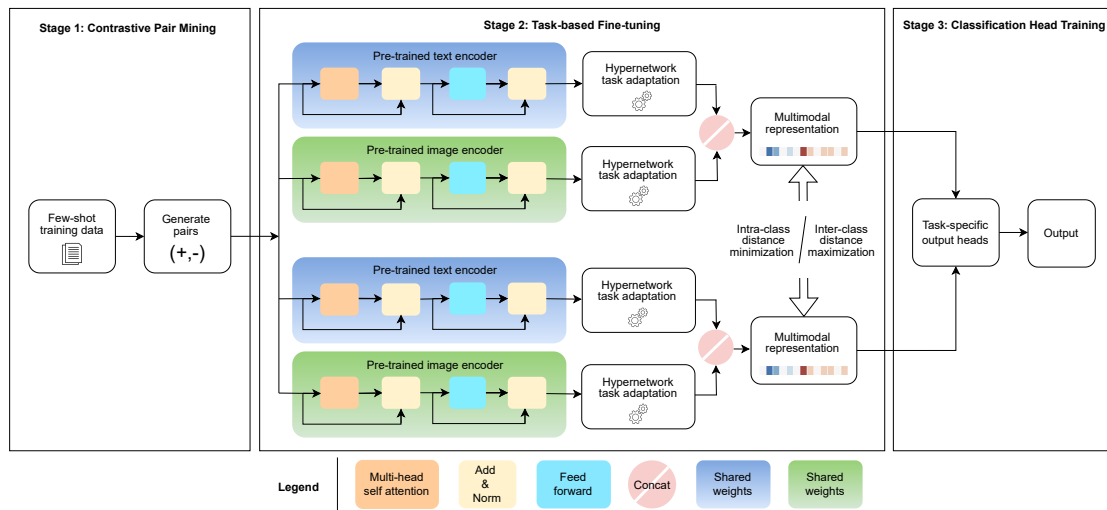 Stage 1: Contrastive Pair Mining
Few-shot
training data
Generate
pairs
(+,-)
Stage 2: Task-based Fine-tuning
Pre-trained text encoder
Hypernetwork
task adaptation
Pre-trained image encoder
Hypernetwork
task adaptation
Concat
Multimodal
representation
Intra-class
distance
minimization
Inter-class
distance
maximization
Pre-trained text encoder
Hypernetwork
task adaptation
Pre-trained image encoder
Hypernetwork
task adaptation
Multimodal
representation
Stage 3: Classification Head Training
Task-specific
output heads
Output
Legend
Multi-head
self attention
Add
&
Norm
Feed
forward
Concat
Shared
weights
Shared
weights